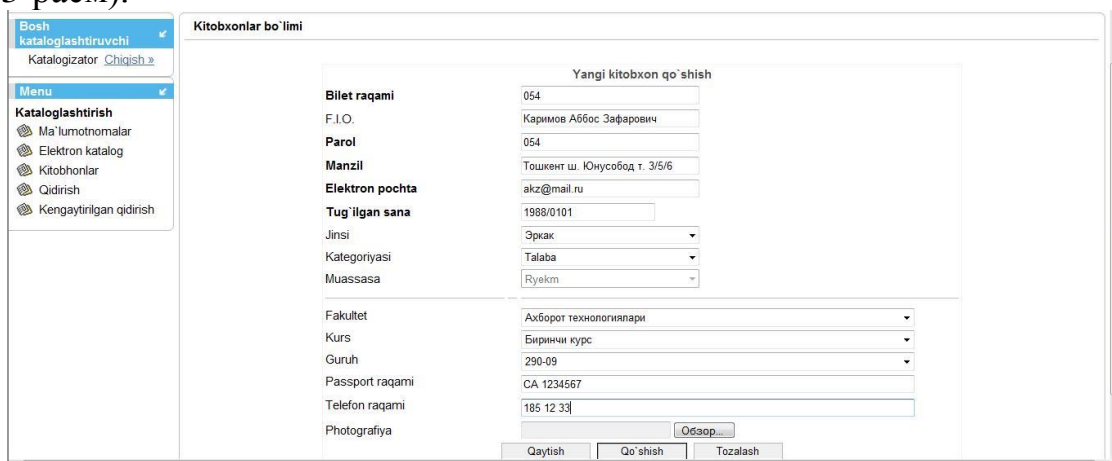 3-расм).
Bosh kataloglashtiruvchi
Katalogizator Chiqish »
Menu
Kataloglashtirish
Ma`lumotnomalar
Elektron katalog
Kitobhonlar
Qidirish
Kengaytirilgan qidirish
Kitobxonlar bo`limi
Yangi kitobxon qo`shish
Bilet raqami 054
F.I.O. Каримов Аббос Зафарович
Parol 054
Manzil Тошкент ш. Юнусобод т. 3/5/6
Elektron pochta akz@mail.ru
Tug`ilgan sana 1988/0101
Jinsi Эркак
Kategoriyasi Talaba
Muassasa Ryekm
Fakultet Ахборот технологиялари
Kurs Биринчи курс
Guruh 290-09
Passport raqami CA 1234567
Telefon raqami 185 12 33
Photografiya Обзор...
Qaytish Qo`shish Tozalash